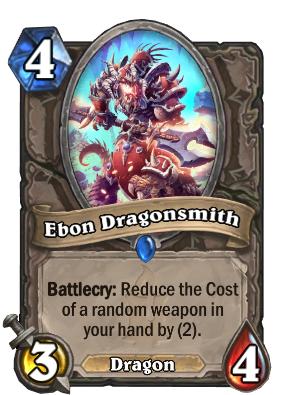 4
Ebon Dragonsmith
Battlecry: Reduce the Cost
of a random weapon in
your hand by (2).
3
Dragon
4